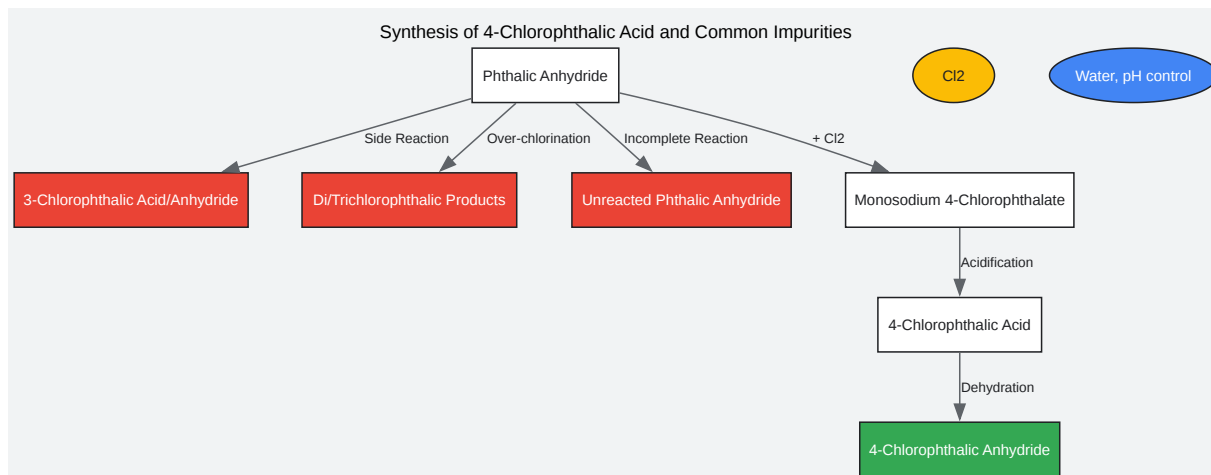 Synthesis of 4-Chlorophthalic Acid and Common Impurities
Phthalic Anhydride
Cl2
Water, pH control
Side Reaction
Over-chlorination
Incomplete Reaction
+ Cl2
3-Chlorophthalic Acid/Anhydride
Di/Trichlorophthalic Products
Unreacted Phthalic Anhydride
Monosodium 4-Chlorophthalate
Acidification
4-Chlorophthalic Acid
Dehydration
4-Chlorophthalic Anhydride